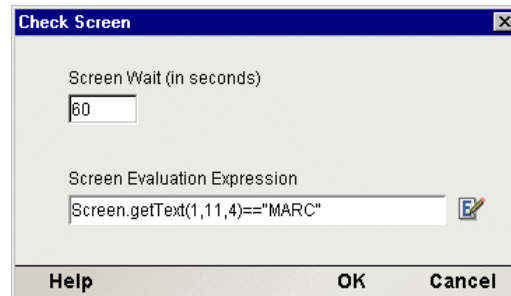 Check Screen
Screen Wait (in seconds)
60
Screen Evaluation Expression
Screen.getText(1,11,4)=="MARC"
Help OK Cancel